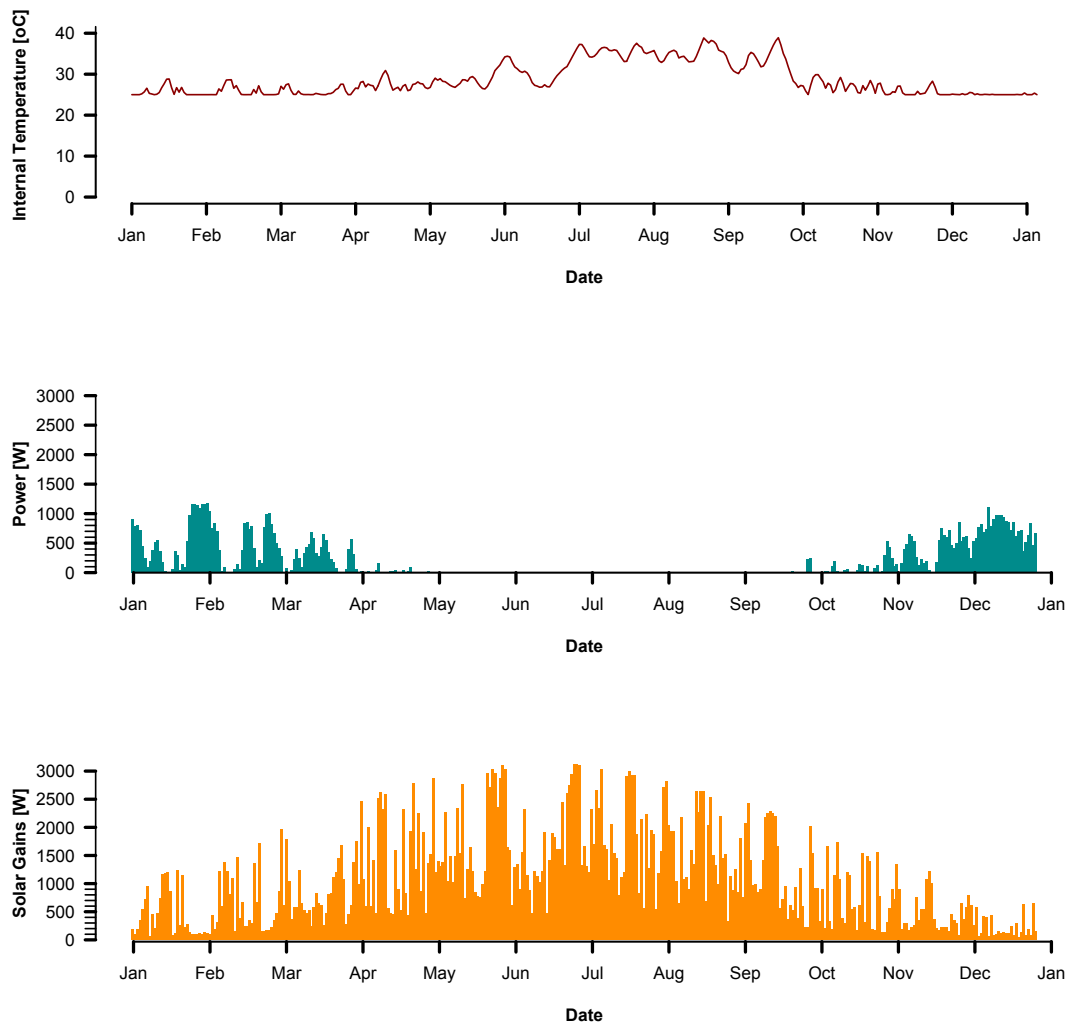 Internal Temperature [oC]
40
30
20
10
0
Jan Feb Mar Apr May Jun Jul Aug Sep Oct Nov Dec Jan
Date
Power [W]
3000
2500
2000
1500
1000
500
0
Jan Feb Mar Apr May Jun Jul Aug Sep Oct Nov Dec Jan
Date
Solar Gains [W]
3000
2500
2000
1500
1000
500
0
Jan Feb Mar Apr May Jun Jul Aug Sep Oct Nov Dec Jan
Date